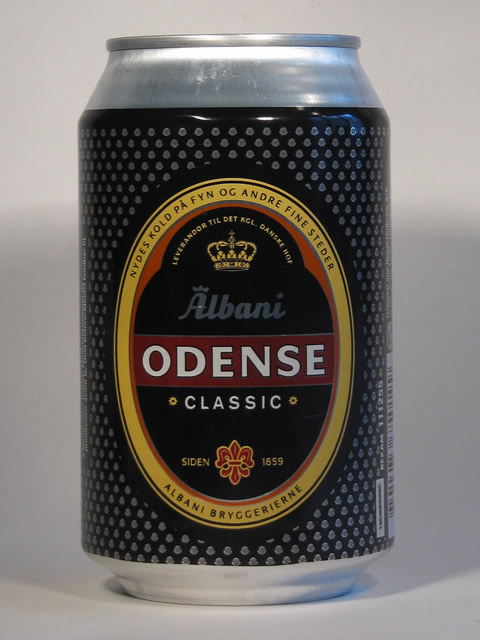 NYDES KOLD PÅ FYN OG ANDRE FINE STEDER
LEVERANDØR TIL DET KGL. DANSKE HOF
Albani
ODENSE
CLASSIC
SIDEN 1859
ALBANI BRYGGERIERNE